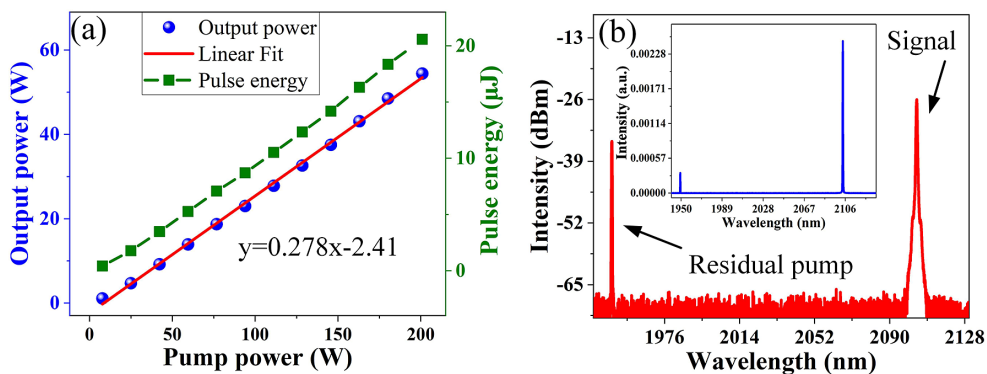 (a)
Output power
Linear Fit
Pulse energy
60
40
20
0
Output power (W)
20
10
0
Pulse energy (μJ)
y=0.278x-2.41
0 50 100 150 200
Pump power (W)
(b)
-13
-26
-39
-52
-65
Intensity (dBm)
Signal
0.00228
0.00171
0.00114
0.00057
0.00000
Intensity (a.u.)
1950 1989 2028 2067 2106
Wavelength (nm)
Residual pump
1976 2014 2052 2090 2128
Wavelength (nm)